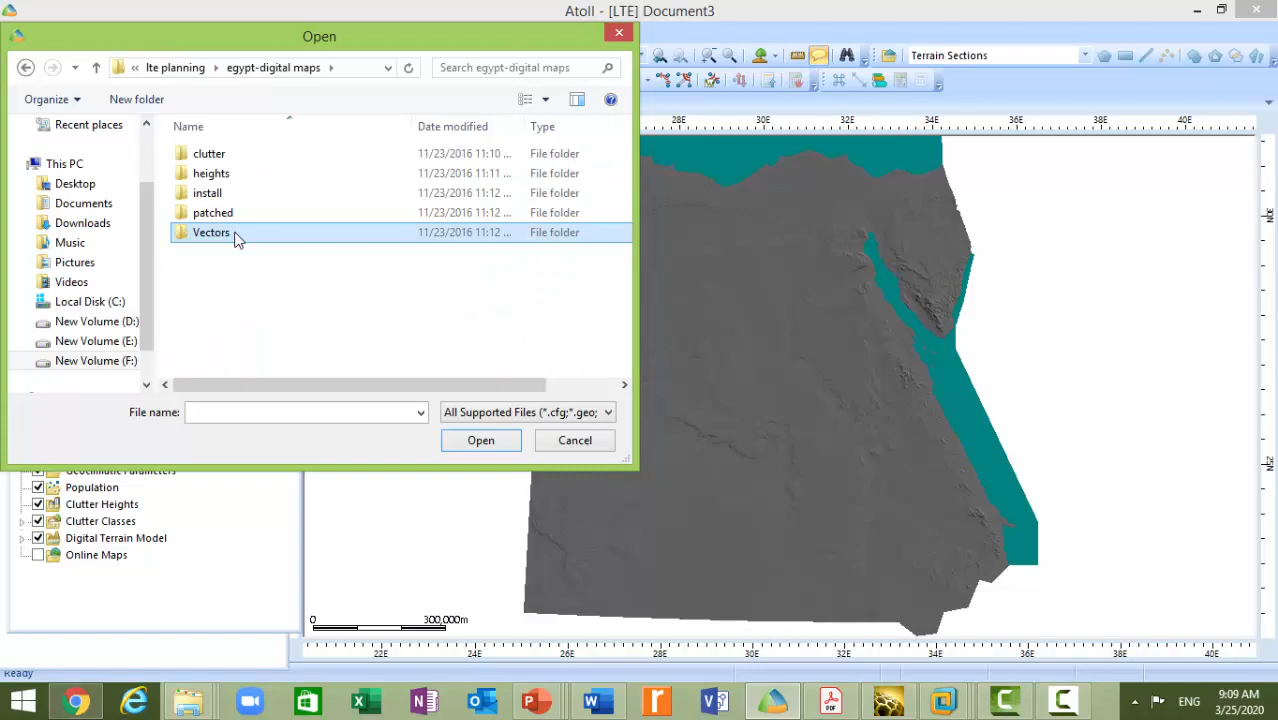 Atoll - [LTE] Document3
Open
« lte planning egypt-digital maps
Search egypt-digital maps
Terrain Sections
Organize
New folder
Name
Date modified
Type
Recent places
This PC
Desktop
Documents
Downloads
Music
Pictures
Videos
Local Disk (C:)
New Volume (D:)
New Volume (E:)
New Volume (F:)
clutter 11/23/2016 11:10 ... File folder
heights 11/23/2016 11:11 ... File folder
install 11/23/2016 11:12 ... File folder
patched 11/23/2016 11:12 ... File folder
Vectors 11/23/2016 11:12 ... File folder
File name:
All Supported Files (*.cfg;*.geo;
Open
Cancel
Geoclimatic Parameters
Population
Clutter Heights
Clutter Classes
Digital Terrain Model
Online Maps
28E 30E 32E 34E 36E 38E 40E
30N
25N
0 300,000m
22E 24E 26E 28E 30E 32E 34E 36E 38E 40E
Ready
ENG
9:09 AM
3/25/2020